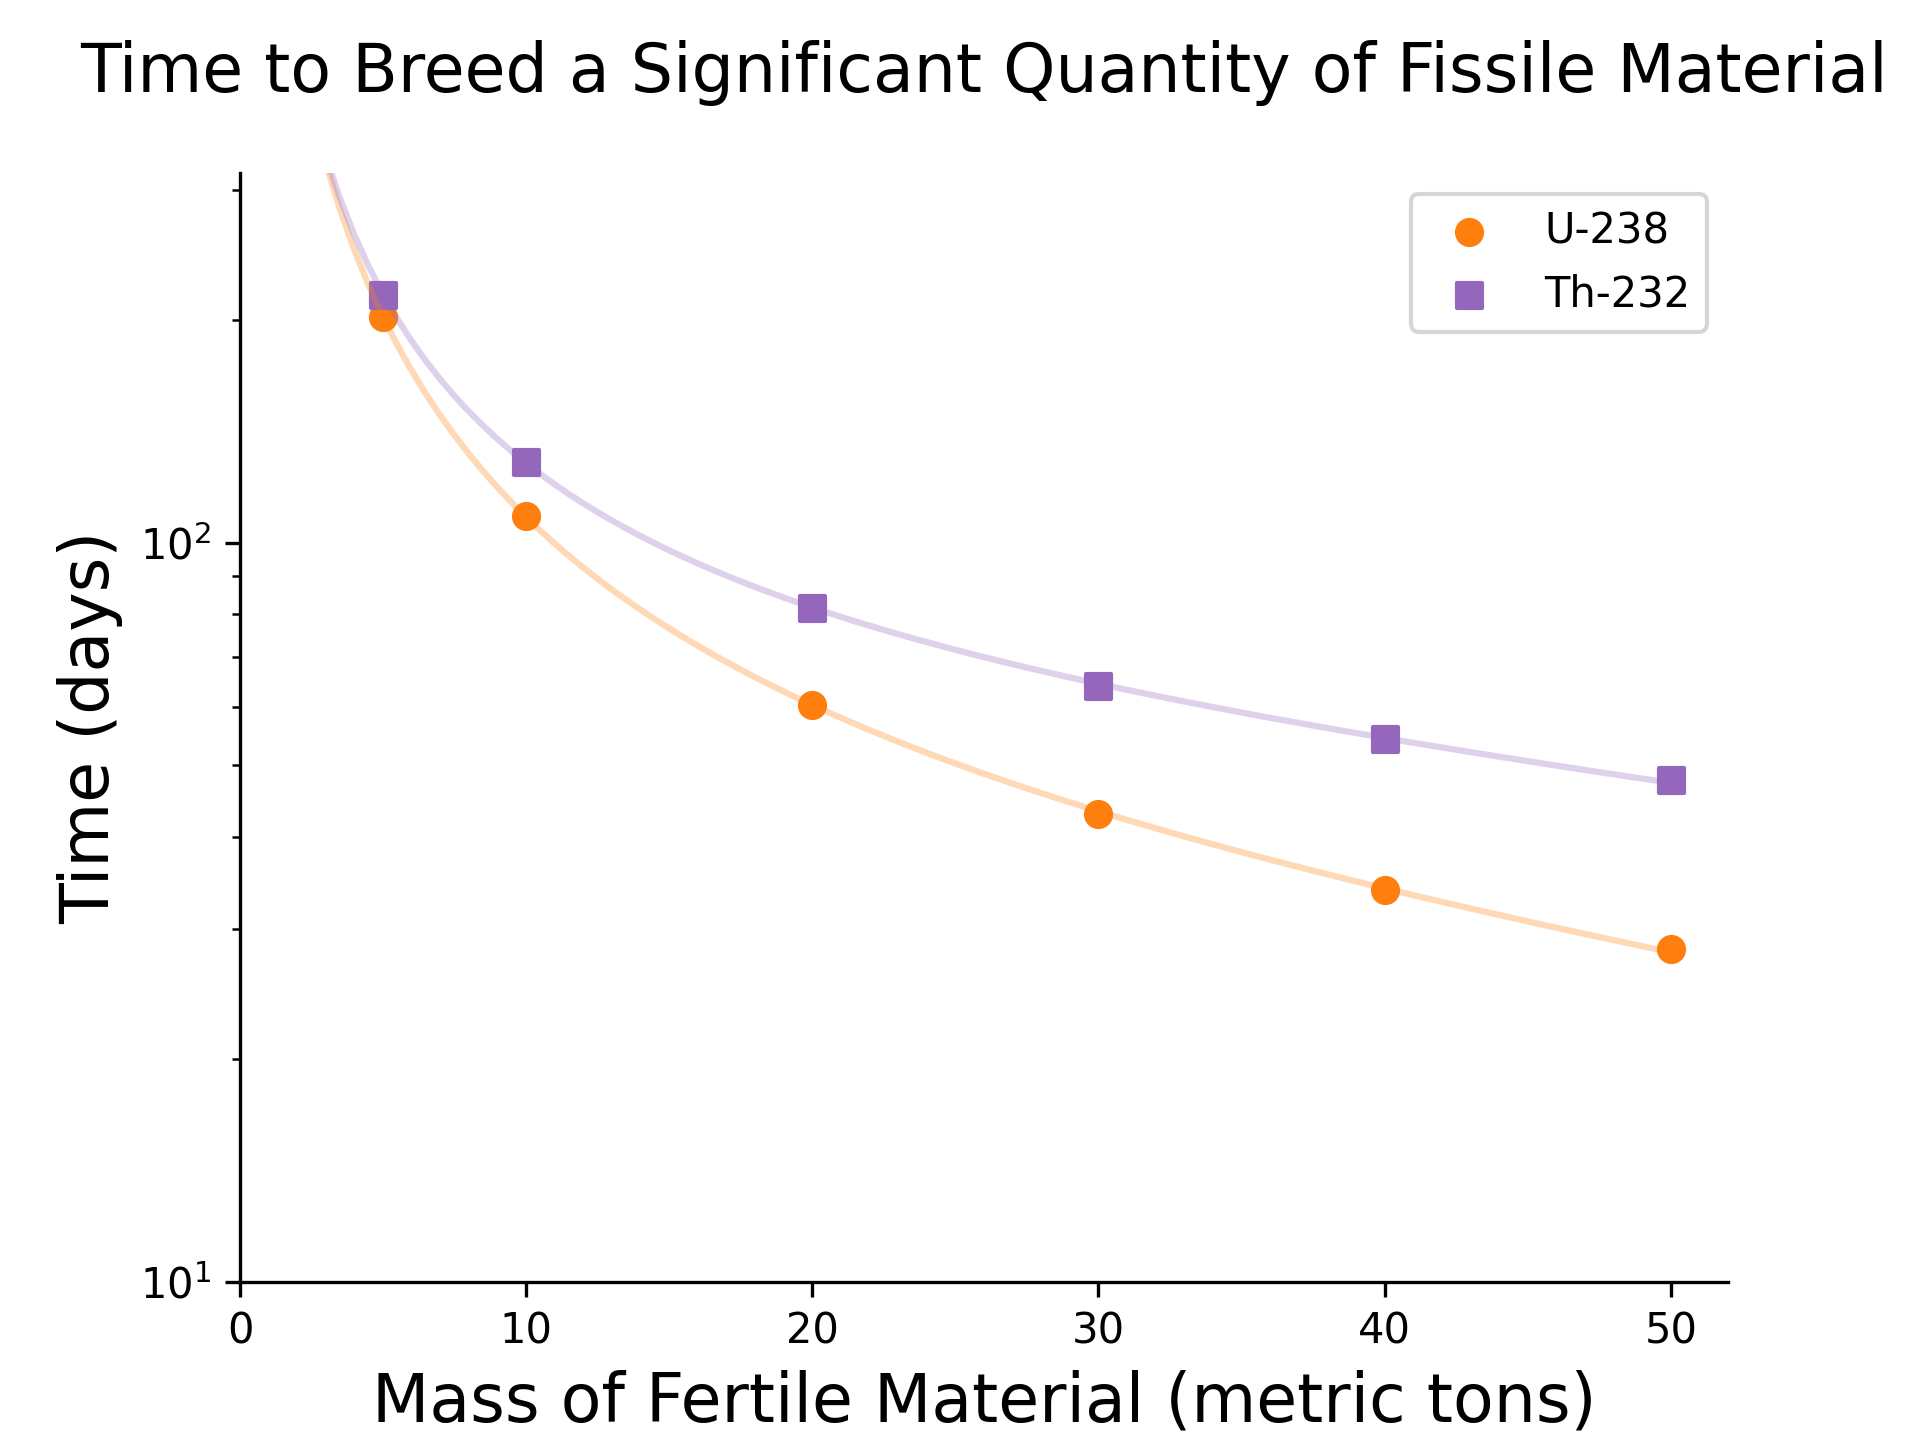 Time to Breed a Significant Quantity of Fissile Material
U-238
Th-232
Time (days)
10²
10¹
0 10 20 30 40 50
Mass of Fertile Material (metric tons)